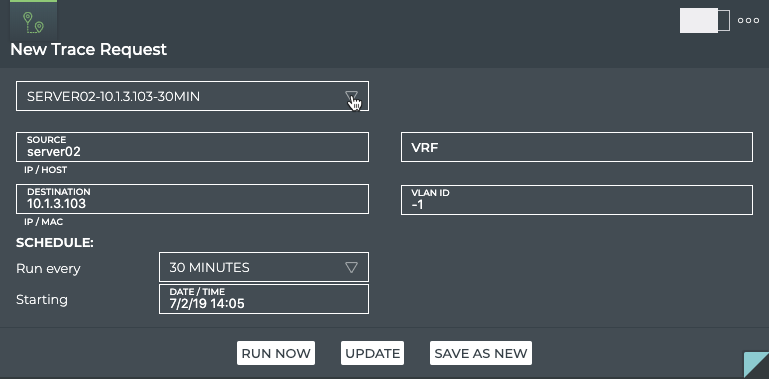 New Trace Request
SERVER02-10.1.3.103-30MIN
SOURCE
server02
IP / HOST
VRF
DESTINATION
10.1.3.103
IP / MAC
VLAN ID
-1
SCHEDULE:
Run every
30 MINUTES
Starting
DATE / TIME
7/2/19 14:05
RUN NOW
UPDATE
SAVE AS NEW